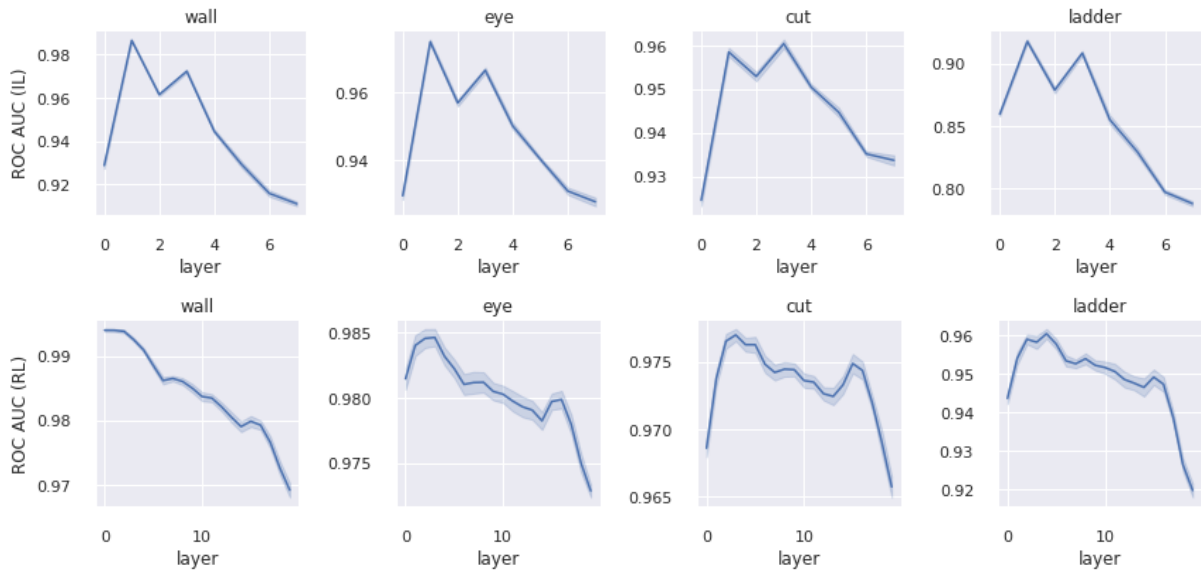 wall
eye
cut
ladder
ROC AUC (IL)
0.98
0.96
0.94
0.92
0 2 4 6
layer
0.96
0.94
0 2 4 6
layer
0.96
0.95
0.94
0.93
0 2 4 6
layer
0.90
0.85
0.80
0 2 4 6
layer
wall
eye
cut
ladder
ROC AUC (RL)
0.99
0.98
0.97
0 10
layer
0.985
0.980
0.975
0 10
layer
0.975
0.970
0.965
0 10
layer
0.96
0.95
0.94
0.93
0.92
0 10
layer